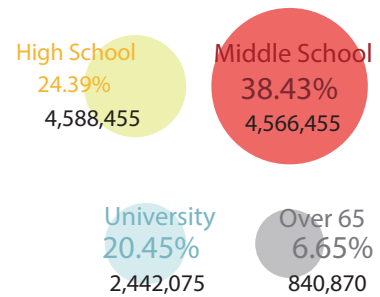 High School
24.39%
4,588,455
Middle School
38.43%
4,566,455
University
20.45%
2,442,075
Over 65
6.65%
840,870